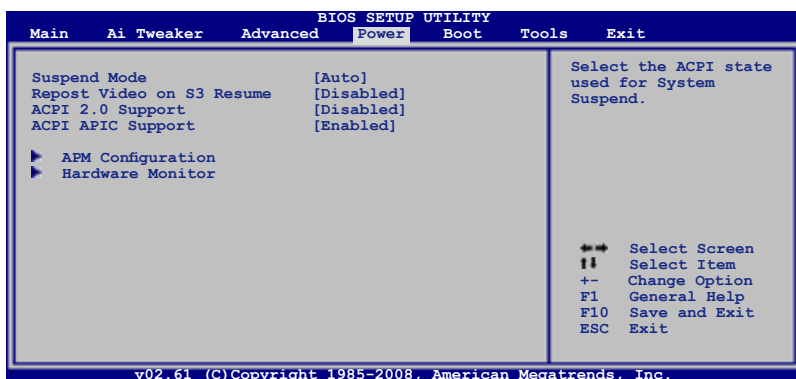 BIOS SETUP UTILITY
Main Ai Tweaker Advanced Power Boot Tools Exit
Suspend Mode [Auto]
Repost Video on S3 Resume [Disabled]
ACPI 2.0 Support [Disabled]
ACPI APIC Support [Enabled]
APM Configuration
Hardware Monitor
Select the ACPI state
used for System
Suspend.
Select Screen
Select Item
+- Change Option
F1 General Help
F10 Save and Exit
ESC Exit
v02.61 (C)Copyright 1985-2008, American Megatrends, Inc.